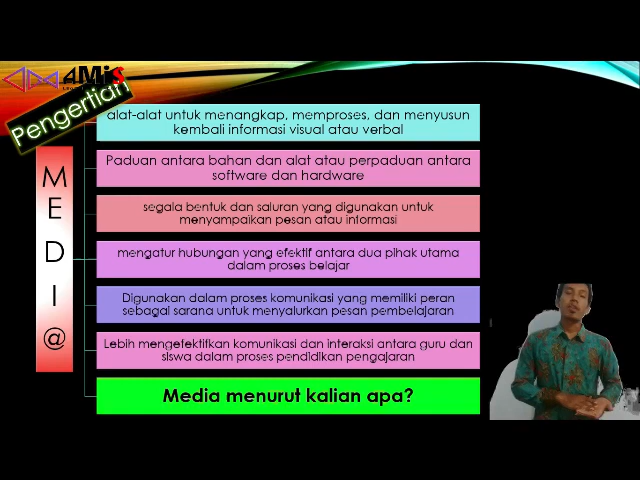 AMiS
Pengertian
M
E
D
I
@
alat-alat untuk menangkap, memproses, dan menyusun
kembali informasi visual atau verbal
Paduan antara bahan dan alat atau perpaduan antara
software dan hardware
segala bentuk dan saluran yang digunakan untuk
menyampaikan pesan atau informasi
mengatur hubungan yang efektif antara dua pihak utama
dalam proses belajar
Digunakan dalam proses komunikasi yang memiliki peran
sebagai sarana untuk menyalurkan pesan pembelajaran
Lebih mengefektifkan komunikasi dan interaksi antara guru dan
siswa dalam proses pendidikan pengajaran
Media menurut kalian apa?